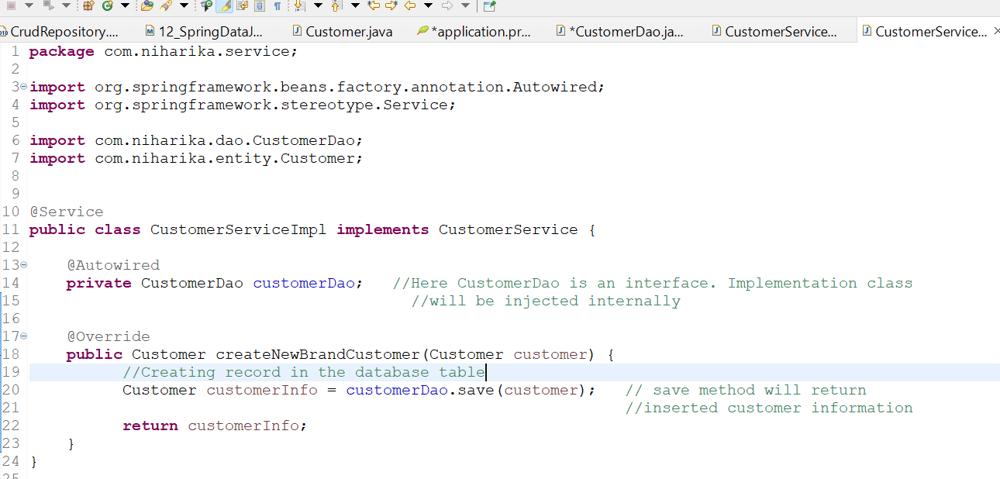 CrudRepository....
12_SpringDataJ...
Customer.java
*application.pr...
*CustomerDao.ja...
CustomerService...
CustomerService...
1 package com.niharika.service;
2
3 import org.springframework.beans.factory.annotation.Autowired;
4 import org.springframework.stereotype.Service;
5
6 import com.niharika.dao.CustomerDao;
7 import com.niharika.entity.Customer;
8
9
10 @Service
11 public class CustomerServiceImpl implements CustomerService {
12
13 @Autowired
14 private CustomerDao customerDao; //Here CustomerDao is an interface. Implementation class
15 //will be injected internally
16
17 @Override
18 public Customer createNewBrandCustomer(Customer customer) {
19 //Creating record in the database table
20 Customer customerInfo = customerDao.save(customer); // save method will return
21 //inserted customer information
22 return customerInfo;
23 }
24 }
25